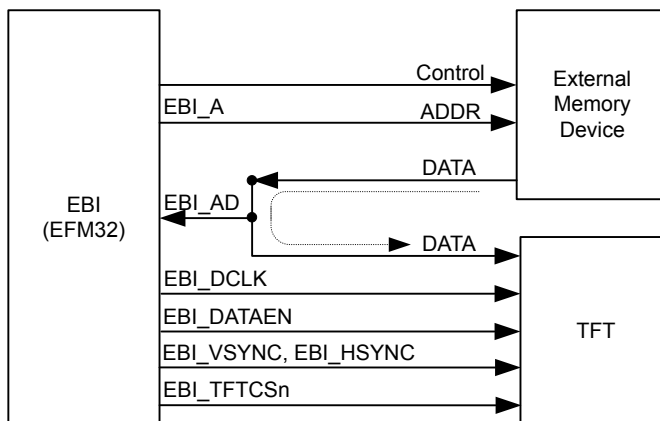 Control
External
Memory
Device
EBI_A
ADDR
DATA
EBI
(EFM32)
EBI_AD
DATA
EBI_DCLK
EBI_DATAEN
TFT
EBI_VSYNC, EBI_HSYNC
EBI_TFTCSn